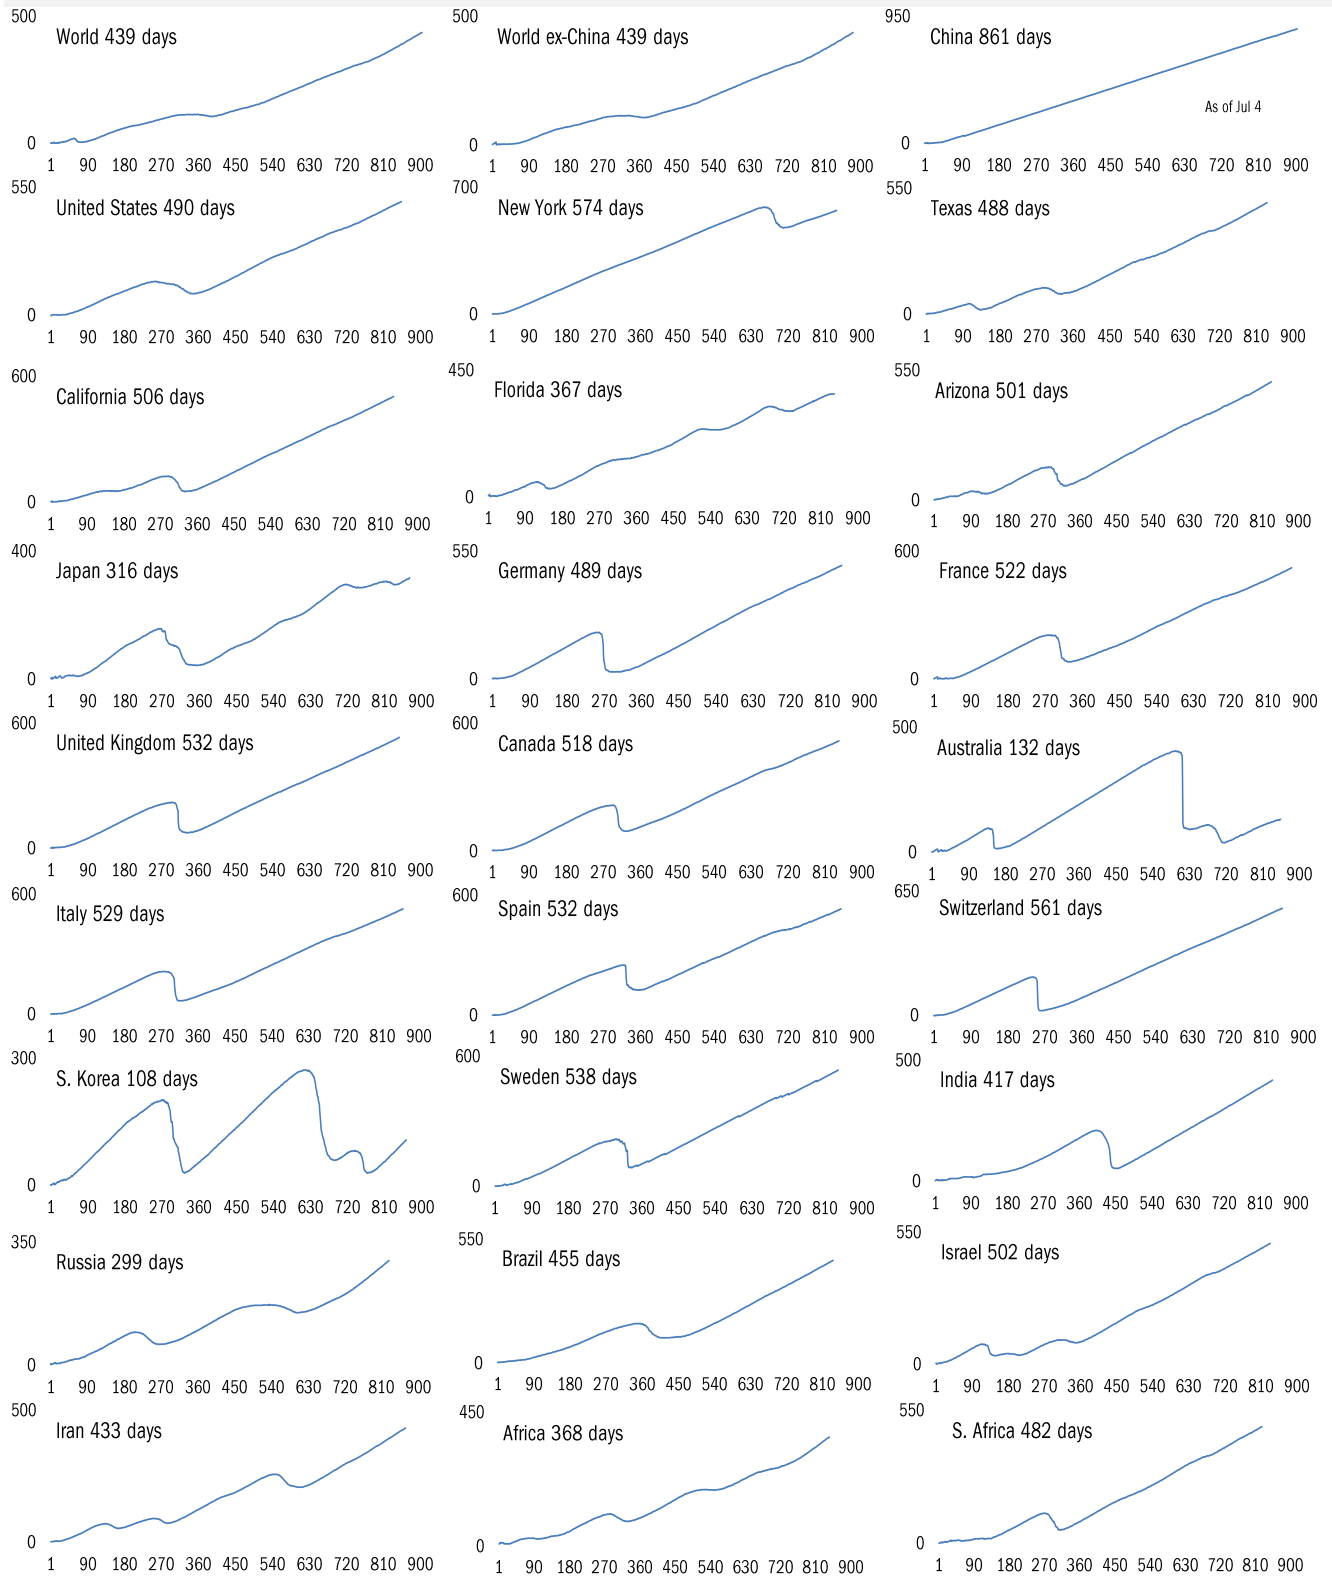 500
World 439 days
0
1 90 180 270 360 450 540 630 720 810 900
500
World ex-China 439 days
0
1 90 180 270 360 450 540 630 720 810 900
950
China 861 days
As of Jul 4
0
1 90 180 270 360 450 540 630 720 810 900
550
United States 490 days
0
1 90 180 270 360 450 540 630 720 810 900
700
New York 574 days
0
1 90 180 270 360 450 540 630 720 810 900
550
Texas 488 days
0
1 90 180 270 360 450 540 630 720 810 900
600
California 506 days
0
1 90 180 270 360 450 540 630 720 810 900
450
Florida 367 days
0
1 90 180 270 360 450 540 630 720 810 900
550
Arizona 501 days
0
1 90 180 270 360 450 540 630 720 810 900
400
Japan 316 days
0
1 90 180 270 360 450 540 630 720 810 900
550
Germany 489 days
0
1 90 180 270 360 450 540 630 720 810 900
600
France 522 days
0
1 90 180 270 360 450 540 630 720 810 900
600
United Kingdom 532 days
0
1 90 180 270 360 450 540 630 720 810 900
600
Canada 518 days
0
1 90 180 270 360 450 540 630 720 810 900
500
Australia 132 days
0
1 90 180 270 360 450 540 630 720 810 900
600
Italy 529 days
0
1 90 180 270 360 450 540 630 720 810 900
600
Spain 532 days
0
1 90 180 270 360 450 540 630 720 810 900
650
Switzerland 561 days
0
1 90 180 270 360 450 540 630 720 810 900
300
S. Korea 108 days
0
1 90 180 270 360 450 540 630 720 810 900
600
Sweden 538 days
0
1 90 180 270 360 450 540 630 720 810 900
500
India 417 days
0
1 90 180 270 360 450 540 630 720 810 900
350
Russia 299 days
0
1 90 180 270 360 450 540 630 720 810 900
550
Brazil 455 days
0
1 90 180 270 360 450 540 630 720 810 900
550
Israel 502 days
0
1 90 180 270 360 450 540 630 720 810 900
500
Iran 433 days
0
1 90 180 270 360 450 540 630 720 810 900
450
Africa 368 days
0
1 90 180 270 360 450 540 630 720 810 900
550
S. Africa 482 days
0
1 90 180 270 360 450 540 630 720 810 900